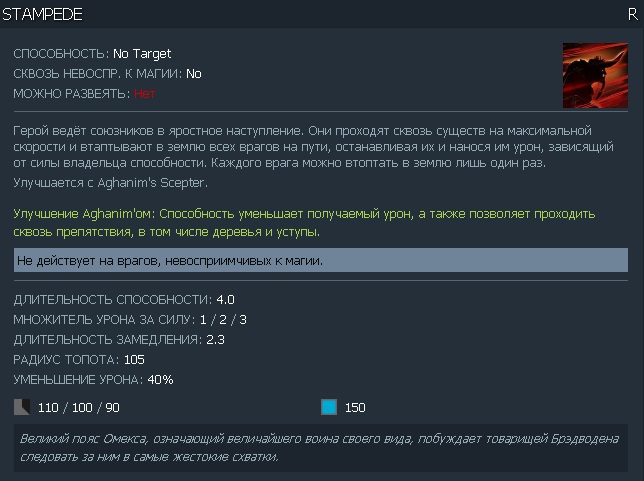 STAMPEDE R
СПОСОБНОСТЬ: No Target
СКВОЗЬ НЕВОСПР. К МАГИИ: No
МОЖНО РАЗВЕЯТЬ: Нет
Герой ведёт союзников в яростное наступление. Они проходят сквозь существ на максимальной
скорости и втаптывают в землю всех врагов на пути, останавливая их и нанося им урон, зависящий
от силы владельца способности. Каждого врага можно втоптать в землю лишь один раз.
Улучшается с Aghanim's Scepter.
Улучшение Aghanim'ом: Способность уменьшает получаемый урон, а также позволяет проходить
сквозь препятствия, в том числе деревья и уступы.
Не действует на врагов, невосприимчивых к магии.
ДЛИТЕЛЬНОСТЬ СПОСОБНОСТИ: 4.0
МНОЖИТЕЛЬ УРОНА ЗА СИЛУ: 1 / 2 / 3
ДЛИТЕЛЬНОСТЬ ЗАМЕДЛЕНИЯ: 2.3
РАДИУС ТОПОТА: 105
УМЕНЬШЕНИЕ УРОНА: 40%
110 / 100 / 90 150
Великий пояс Омекса, означающий величайшего воина своего вида, побуждает товарищей Брэдводена
следовать за ним в самые жестокие схватки.